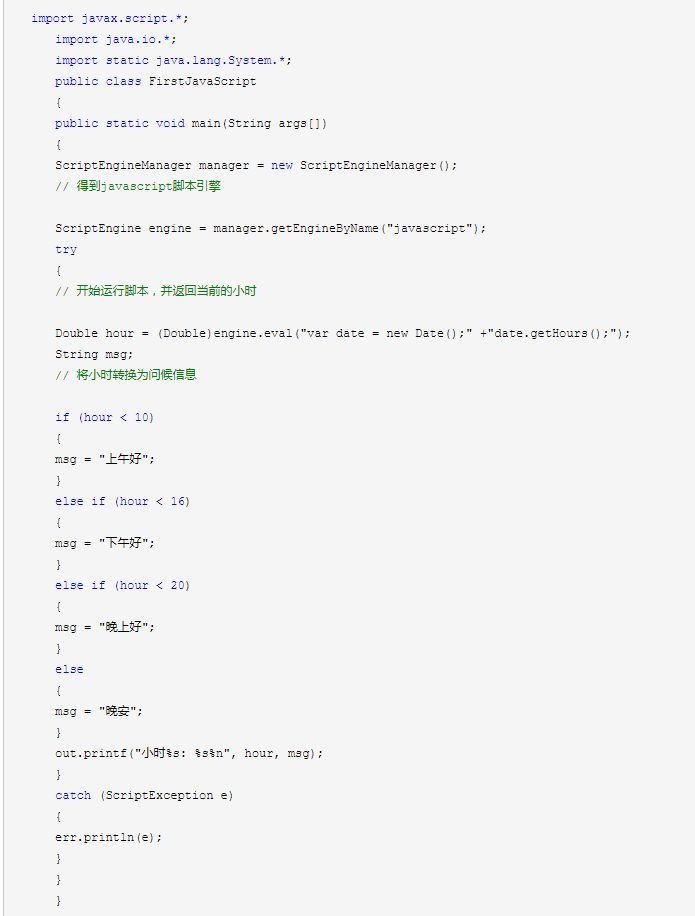 import javax.script.*;
import java.io.*;
import static java.lang.System.*;
public class FirstJavaScript
{
public static void main(String args[])
{
ScriptEngineManager manager = new ScriptEngineManager();
// 得到javascript脚本引擎
ScriptEngine engine = manager.getEngineByName("javascript");
try
{
// 开始运行脚本，并返回当前的小时
Double hour = (Double)engine.eval("var date = new Date();" +"date.getHours();");
String msg;
// 将小时转换为问候信息
if (hour < 10)
{
msg = "上午好";
}
else if (hour < 16)
{
msg = "下午好";
}
else if (hour < 20)
{
msg = "晚上好";
}
else
{
msg = "晚安";
}
out.printf("小时%s: %s%n", hour, msg);
}
catch (ScriptException e)
{
err.println(e);
}
}
}